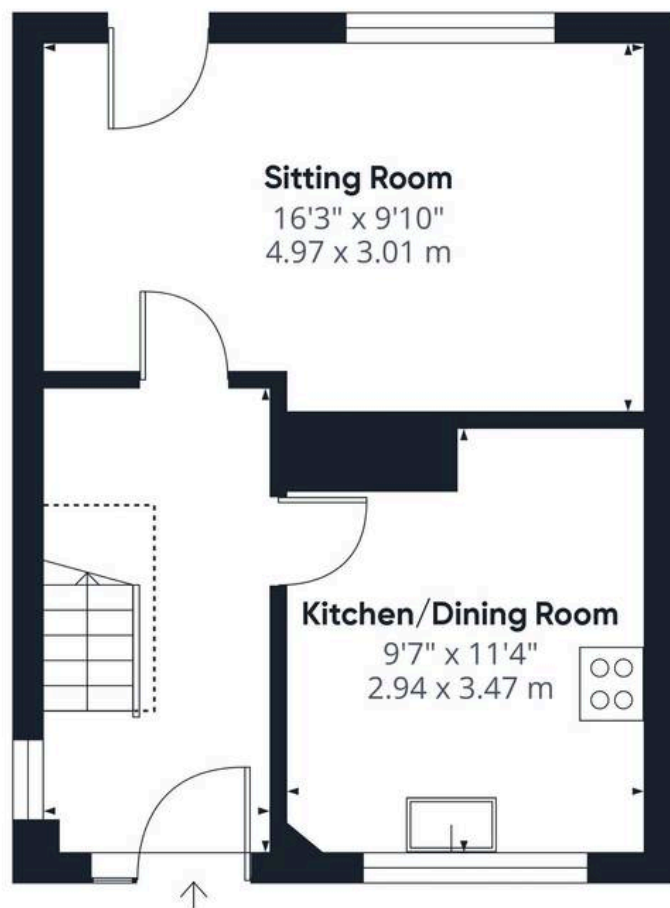 Sitting Room
16'3" x 9'10"
4.97 x 3.01 m
Kitchen/Dining Room
9'7" x 11'4"
2.94 x 3.47 m